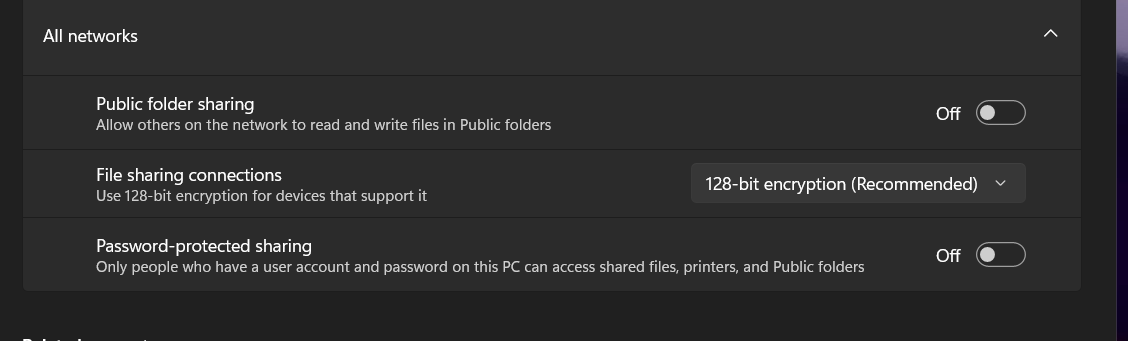 All networks
Public folder sharing
Allow others on the network to read and write files in Public folders
Off
File sharing connections
Use 128-bit encryption for devices that support it
128-bit encryption (Recommended)
Password-protected sharing
Only people who have a user account and password on this PC can access shared files, printers, and Public folders
Off